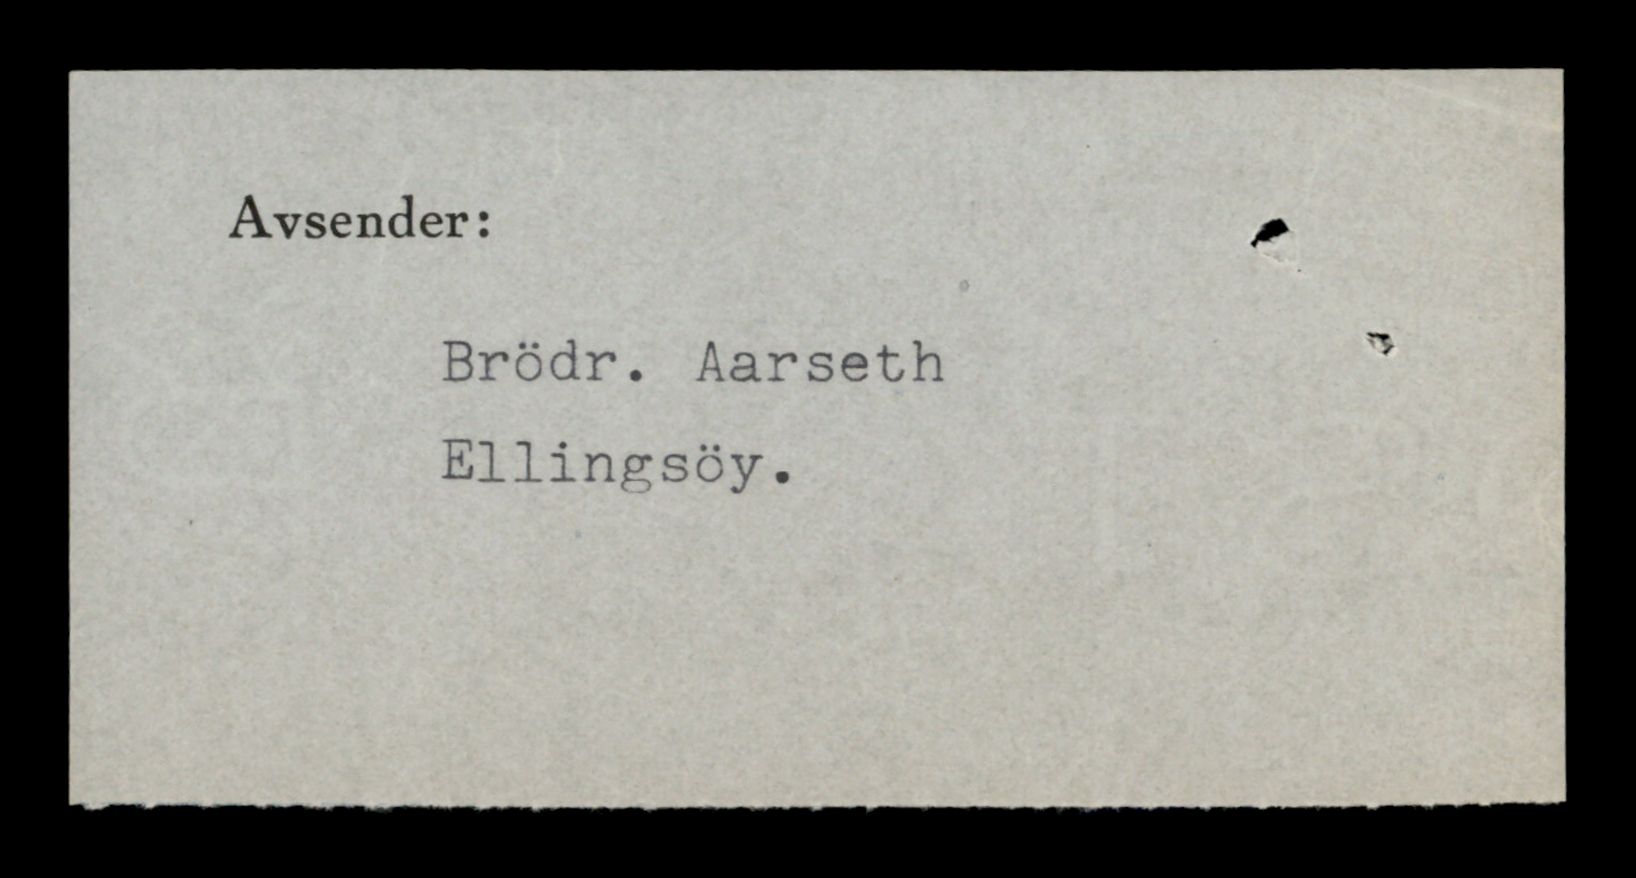 Avsender:
Brödr. Aarseth
Ellingsöy.